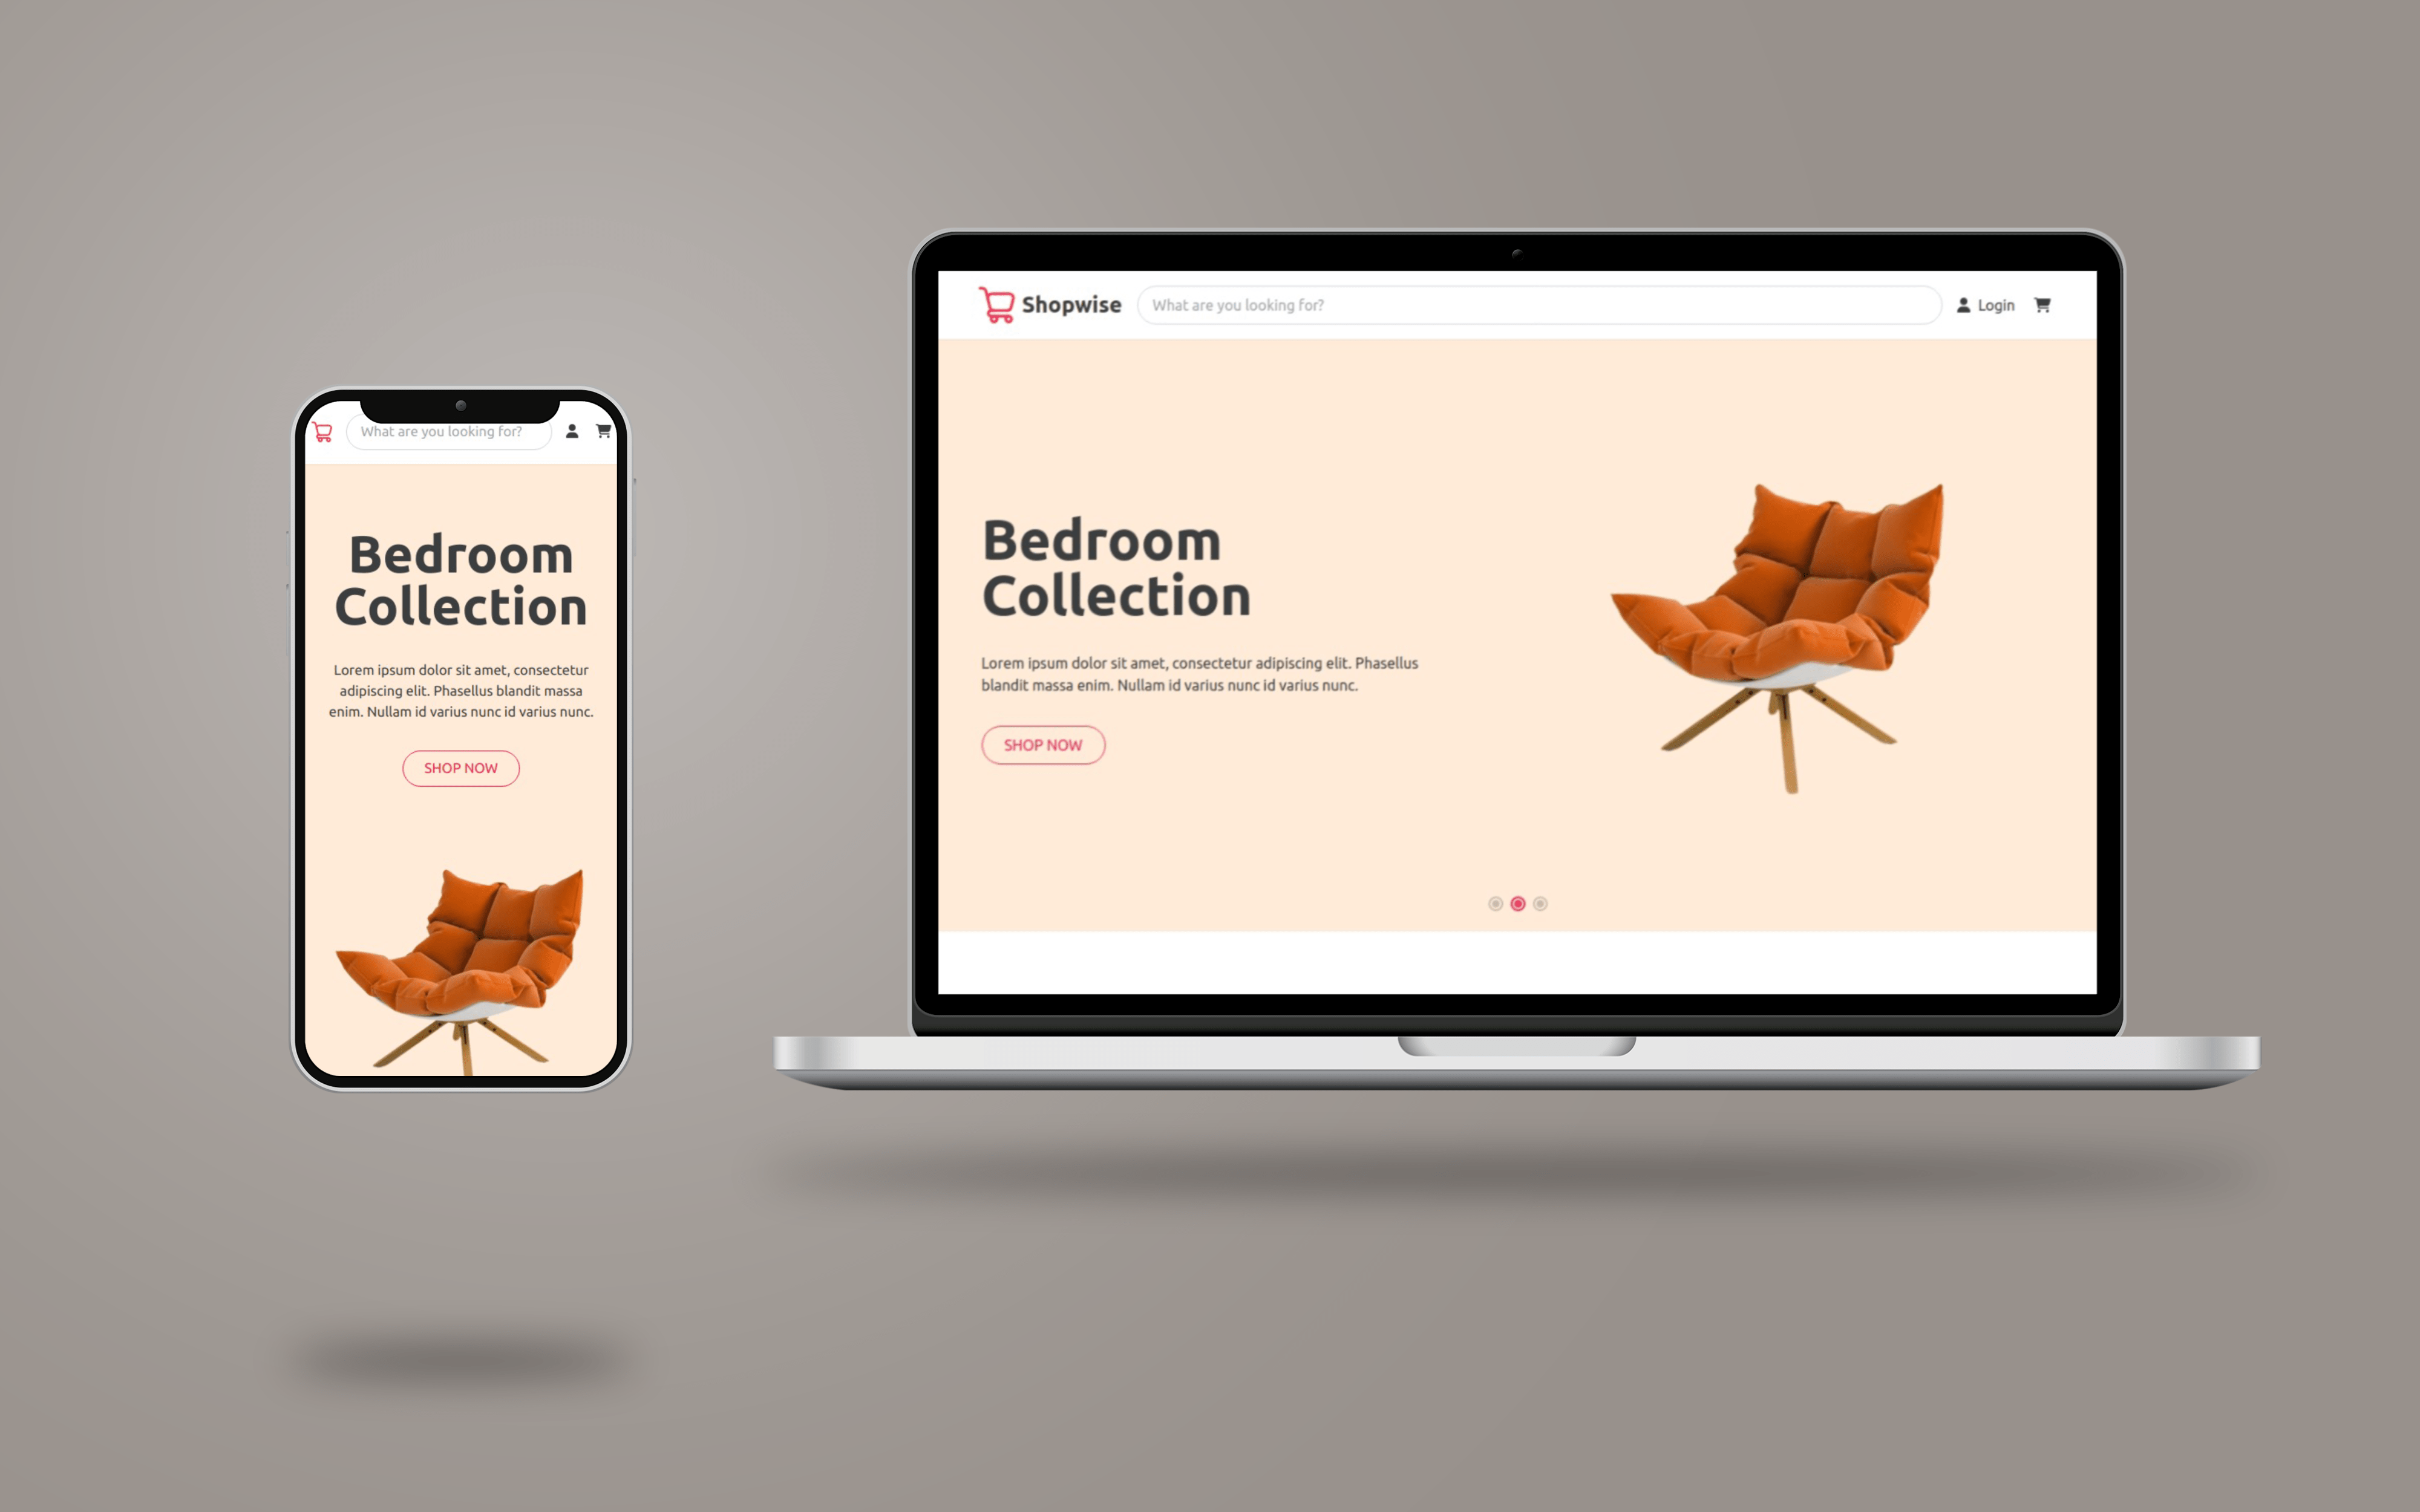 What are you looking for?
Bedroom
Collection
Lorem ipsum dolor sit amet, consectetur
adipiscing elit. Phasellus blandit massa
enim. Nullam id varius nunc id varius nunc.
SHOP NOW
Shopwise
What are you looking for?
Login
Bedroom
Collection
Lorem ipsum dolor sit amet, consectetur adipiscing elit. Phasellus
blandit massa enim. Nullam id varius nunc id varius nunc.
SHOP NOW